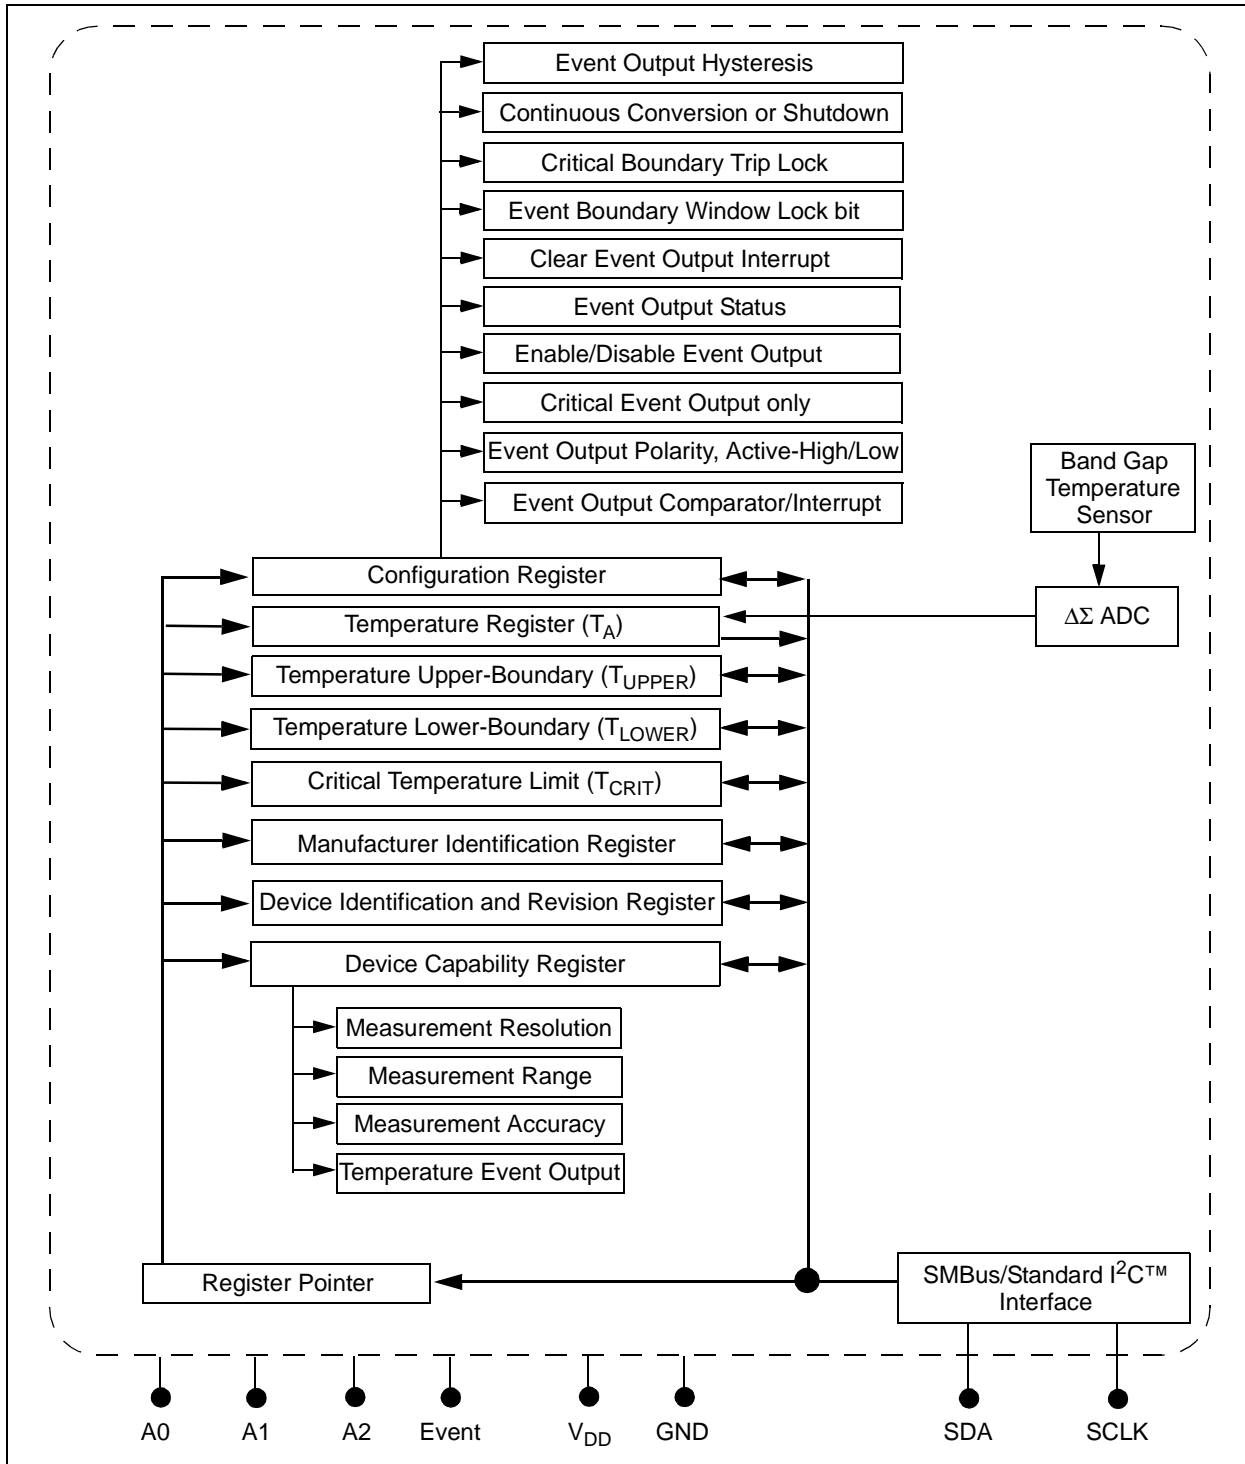 Event Output Hysteresis
Continuous Conversion or Shutdown
Critical Boundary Trip Lock
Event Boundary Window Lock bit
Clear Event Output Interrupt
Event Output Status
Enable/Disable Event Output
Critical Event Output only
Event Output Polarity, Active-High/Low
Event Output Comparator/Interrupt
Band Gap
Temperature
Sensor
Configuration Register
Temperature Register (TA)
ΔΣ ADC
Temperature Upper-Boundary (TUPPER)
Temperature Lower-Boundary (TLOWER)
Critical Temperature Limit (TCRIT)
Manufacturer Identification Register
Device Identification and Revision Register
Device Capability Register
Measurement Resolution
Measurement Range
Measurement Accuracy
Temperature Event Output
Register Pointer
SMBus/Standard I²C™
Interface
A0 A1 A2 Event VDD GND SDA SCLK